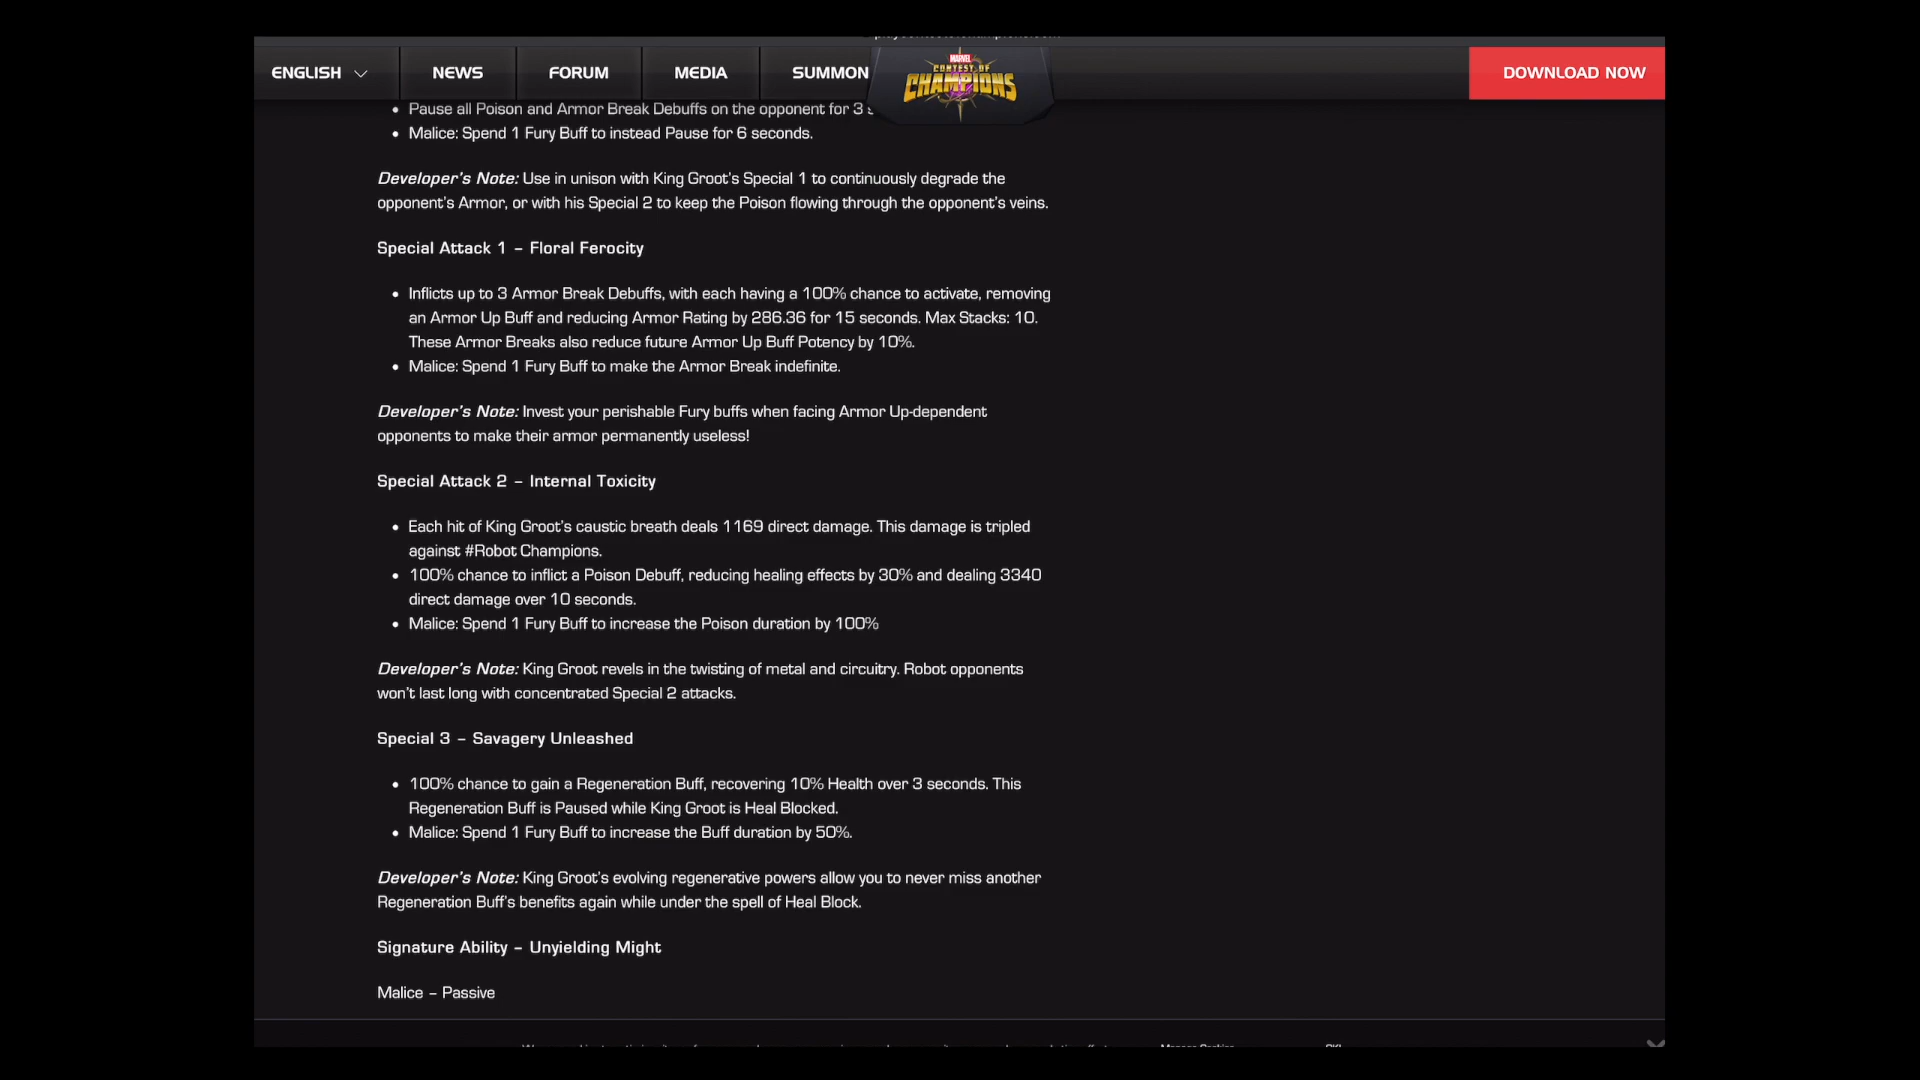 ENGLISH NEWS FORUM MEDIA SUMMON MARVEL CONTEST OF CHAMPIONS DOWNLOAD NOW
• Pause all Poison and Armor Break Debuffs on the opponent for 3
• Malice: Spend 1 Fury Buff to instead Pause for 6 seconds.
Developer's Note: Use in unison with King Groot's Special 1 to continuously degrade the
opponent's Armor, or with his Special 2 to keep the Poison flowing through the opponent's veins.
Special Attack 1 – Floral Ferocity
• Inflicts up to 3 Armor Break Debuffs, with each having a 100% chance to activate, removing
an Armor Up Buff and reducing Armor Rating by 286.36 for 15 seconds. Max Stacks: 10.
These Armor Breaks also reduce future Armor Up Buff Potency by 10%.
• Malice: Spend 1 Fury Buff to make the Armor Break indefinite.
Developer's Note: Invest your perishable Fury buffs when facing Armor Up-dependent
opponents to make their armor permanently useless!
Special Attack 2 – Internal Toxicity
• Each hit of King Groot's caustic breath deals 1169 direct damage. This damage is tripled
against #Robot Champions.
• 100% chance to inflict a Poison Debuff, reducing healing effects by 30% and dealing 3340
direct damage over 10 seconds.
• Malice: Spend 1 Fury Buff to increase the Poison duration by 100%
Developer's Note: King Groot revels in the twisting of metal and circuitry. Robot opponents
won't last long with concentrated Special 2 attacks.
Special 3 – Savagery Unleashed
• 100% chance to gain a Regeneration Buff, recovering 10% Health over 3 seconds. This
Regeneration Buff is Paused while King Groot is Heal Blocked.
• Malice: Spend 1 Fury Buff to increase the Buff duration by 50%.
Developer's Note: King Groot's evolving regenerative powers allow you to never miss another
Regeneration Buff's benefits again while under the spell of Heal Block.
Signature Ability – Unyielding Might
Malice – Passive